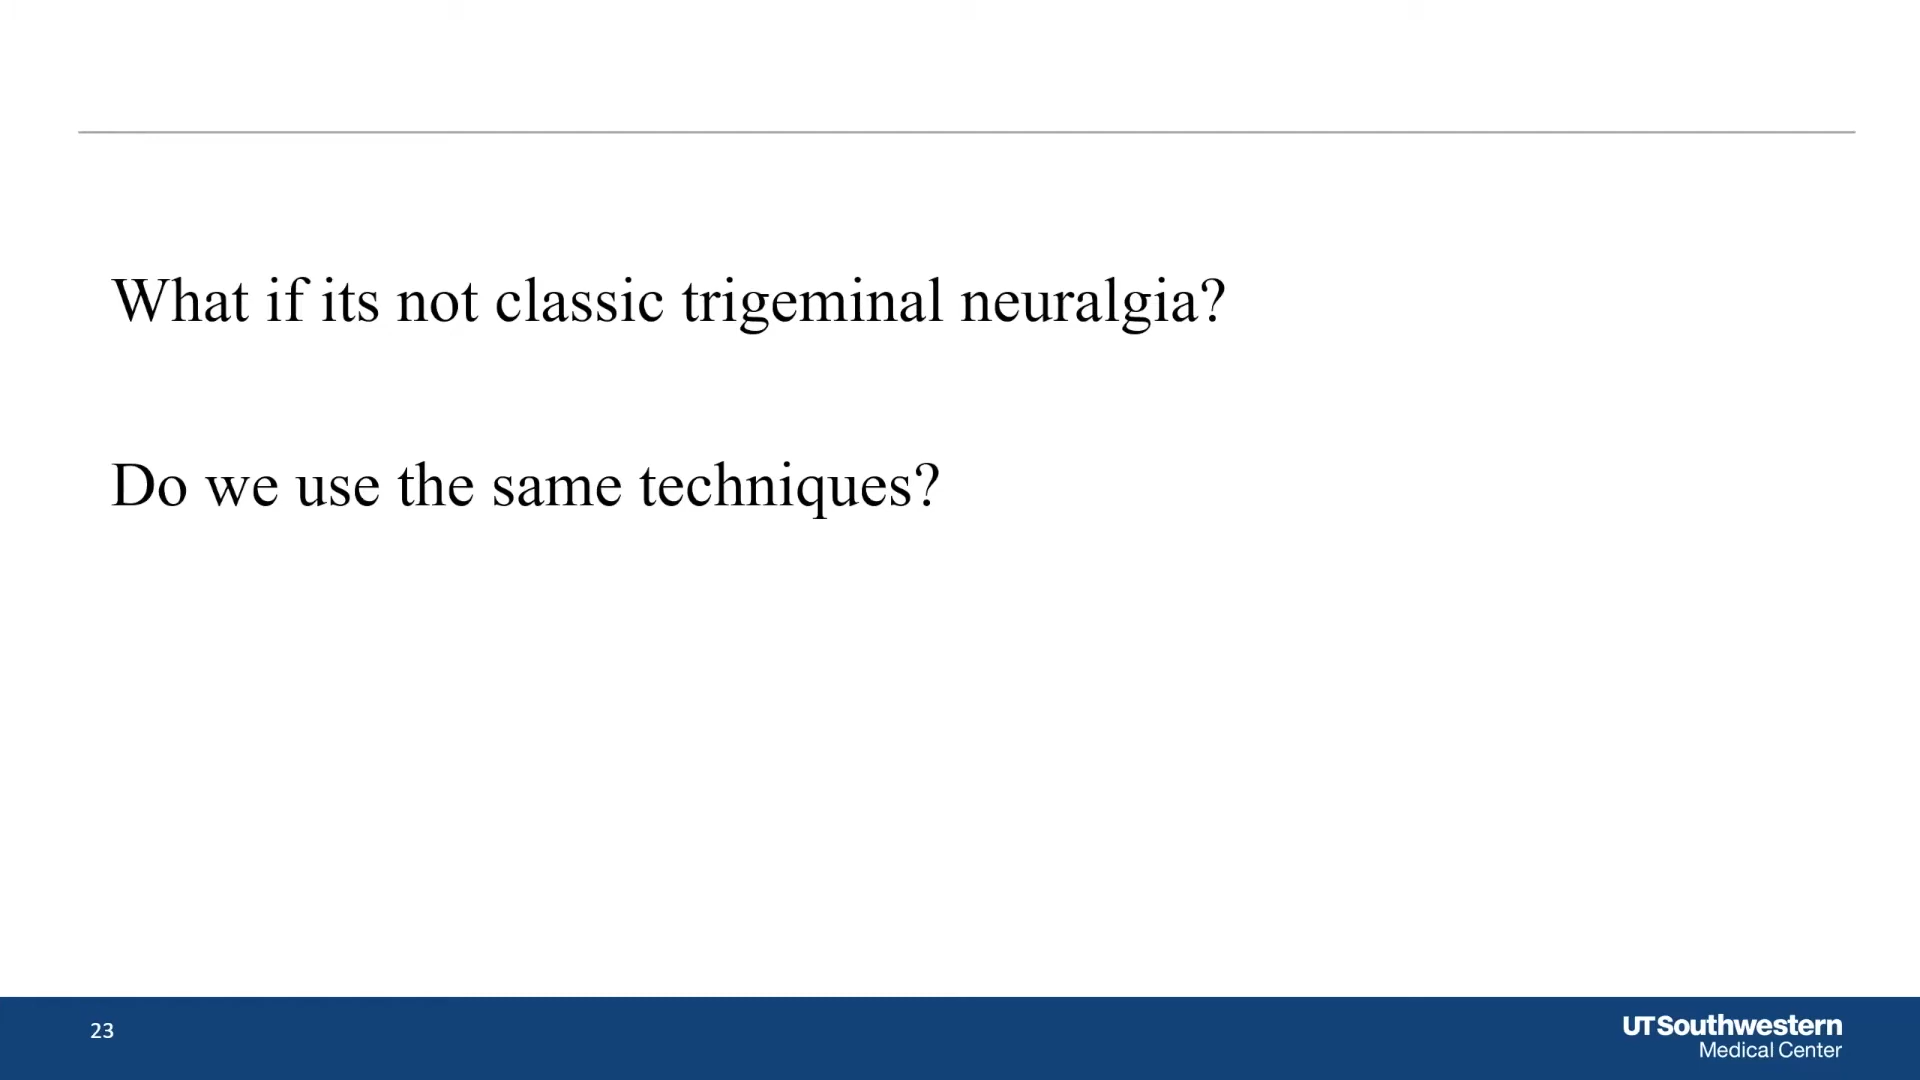 What if its not classic trigeminal neuralgia?
Do we use the same techniques?
23
UTSouthwestern
Medical Center